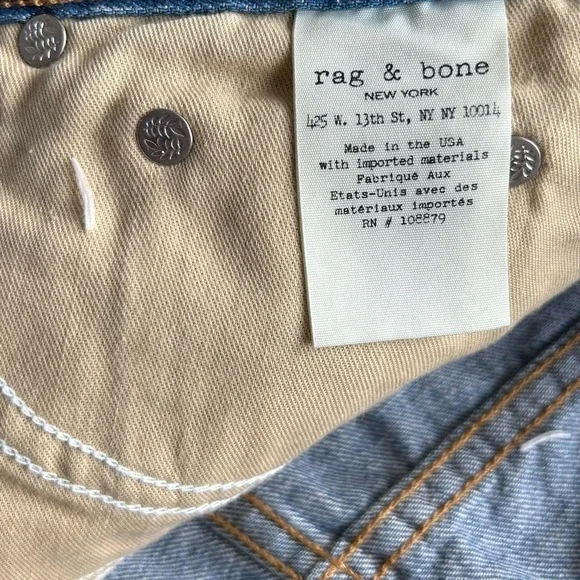 rag & bone
NEW YORK
425 W. 13th St, NY NY 10014
Made in the USA
with imported materials
Fabriqué Aux
Etats-Unis avec des
matériaux importés
RN # 108879